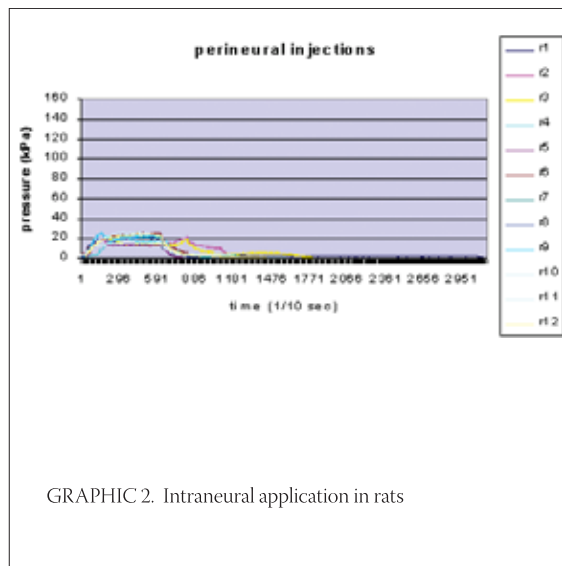 perineural injections
pressure (kPa)
160
140
120
100
80
60
40
20
0
1 296 591 886 1181 1476 1771 2066 2361 2656 2951
time (1/10 sec)
r1
r2
r3
r4
r5
r6
r7
r8
r9
r10
r11
r12
GRAPHIC 2. Intraneural application in rats